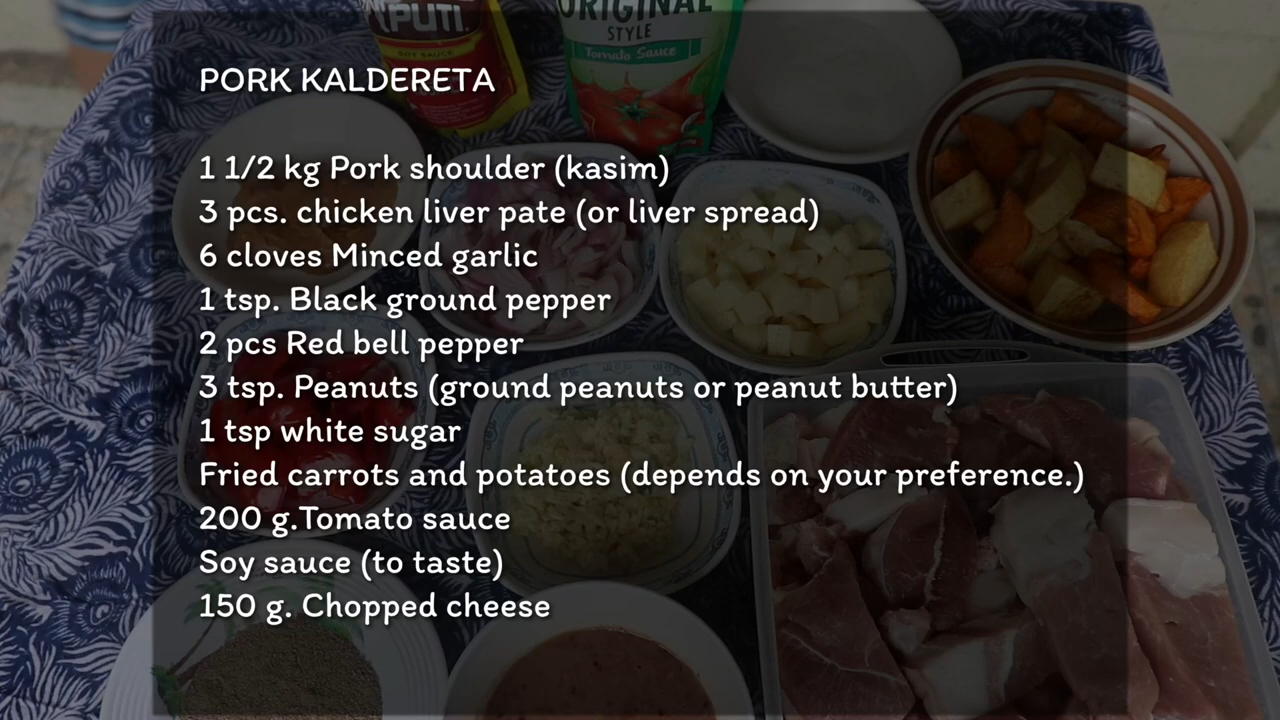 PUTI
SOY SAUCE
ORIGINAL
STYLE
Tomato Sauce
PORK KALDERETA
1 1/2 kg Pork shoulder (kasim)
3 pcs. chicken liver pate (or liver spread)
6 cloves Minced garlic
1 tsp. Black ground pepper
2 pcs Red bell pepper
3 tsp. Peanuts (ground peanuts or peanut butter)
1 tsp white sugar
Fried carrots and potatoes (depends on your preference.)
200 g.Tomato sauce
Soy sauce (to taste)
150 g. Chopped cheese